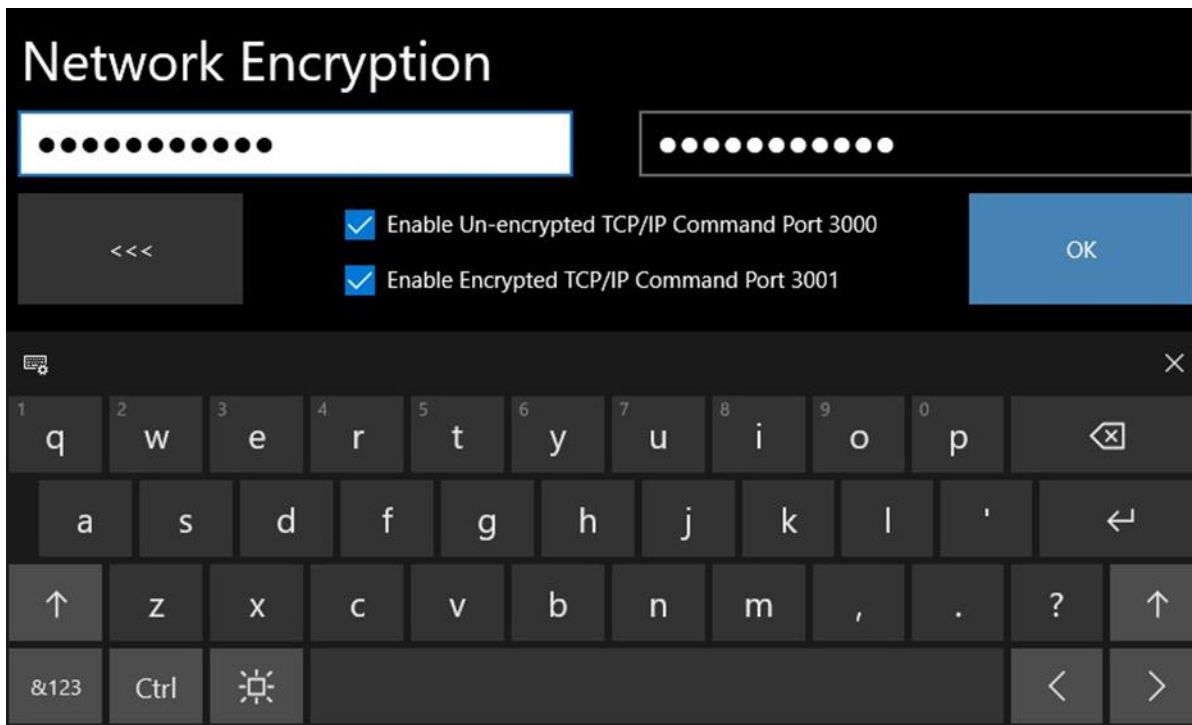 Network Encryption
●●●●●●●●●●● ●●●●●●●●●●●
<<< Enable Un-encrypted TCP/IP Command Port 3000 OK
Enable Encrypted TCP/IP Command Port 3001
1 2 3 4 5 6 7 8 9 0
q w e r t y u i o p
a s d f g h j k l '
z x c v b n m , . ?
&123 Ctrl < >